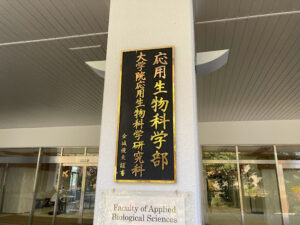 応用生物科学部
大学院応用生物科学研究科
Faculty of Applied
Biological Sciences